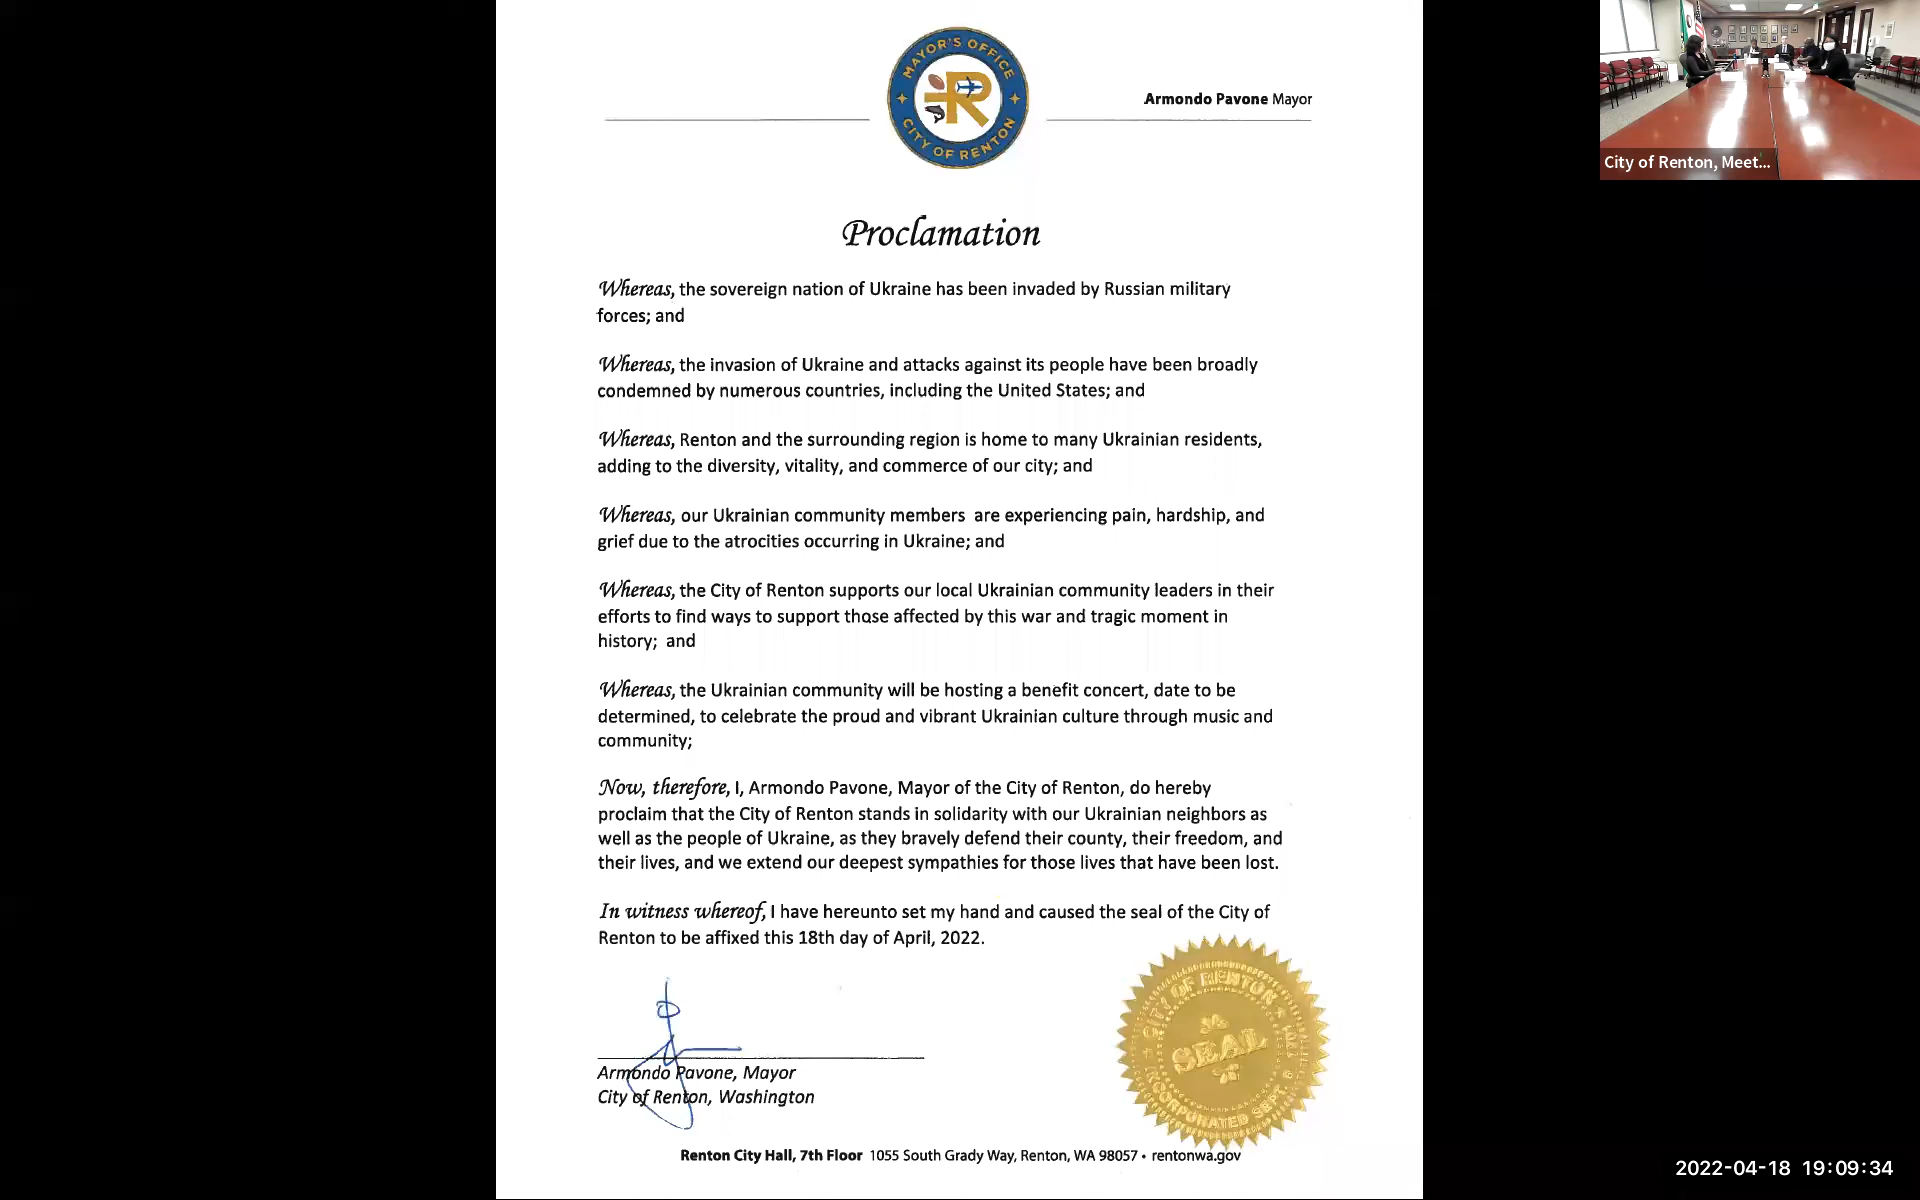 MAYOR'S OFFICE
CITY OF RENTON
R
Armondo Pavone Mayor
City of Renton, Meet...
Proclamation
Whereas, the sovereign nation of Ukraine has been invaded by Russian military
forces; and
Whereas, the invasion of Ukraine and attacks against its people have been broadly
condemned by numerous countries, including the United States; and
Whereas, Renton and the surrounding region is home to many Ukrainian residents,
adding to the diversity, vitality, and commerce of our city; and
Whereas, our Ukrainian community members are experiencing pain, hardship, and
grief due to the atrocities occurring in Ukraine; and
Whereas, the City of Renton supports our local Ukrainian community leaders in their
efforts to find ways to support those affected by this war and tragic moment in
history; and
Whereas, the Ukrainian community will be hosting a benefit concert, date to be
determined, to celebrate the proud and vibrant Ukrainian culture through music and
community;
Now, therefore, I, Armondo Pavone, Mayor of the City of Renton, do hereby
proclaim that the City of Renton stands in solidarity with our Ukrainian neighbors as
well as the people of Ukraine, as they bravely defend their county, their freedom, and
their lives, and we extend our deepest sympathies for those lives that have been lost.
In witness whereof, I have hereunto set my hand and caused the seal of the City of
Renton to be affixed this 18th day of April, 2022.
Armondo Pavone, Mayor
City of Renton, Washington
CITY OF RENTON
SEAL
INCORPORATED SEPT. 6
Renton City Hall, 7th Floor 1055 South Grady Way, Renton, WA 98057 • rentonwa.gov
2022-04-18 19:09:34